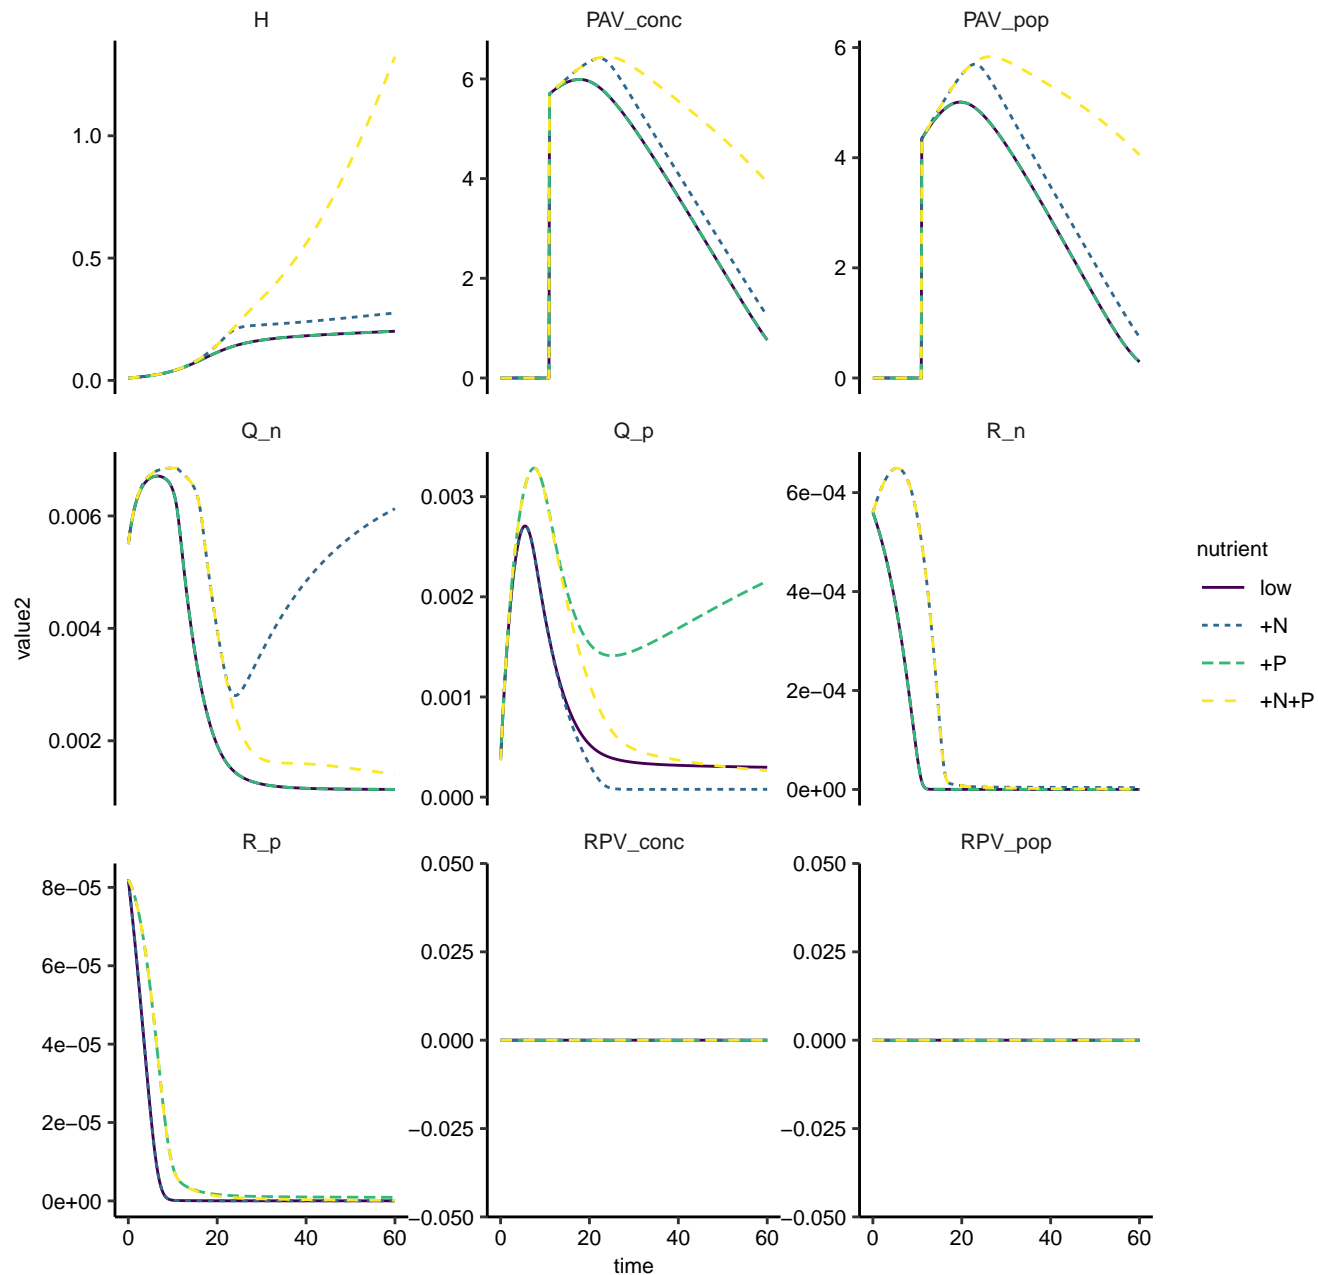 H
PAV_conc
PAV_pop
1.0
0.5
0.0
6
4
2
0
6
4
2
0
Q_n
Q_p
R_n
0.006
0.004
0.002
0.003
0.002
0.001
0.000
6e−04
4e−04
2e−04
0e+00
R_p
RPV_conc
RPV_pop
8e−05
6e−05
4e−05
2e−05
0e+00
0.050
0.025
0.000
−0.025
−0.050
0.050
0.025
0.000
−0.025
−0.050
0 20 40 60
0 20 40 60
0 20 40 60
time
value2
nutrient
low
+N
+P
+N+P